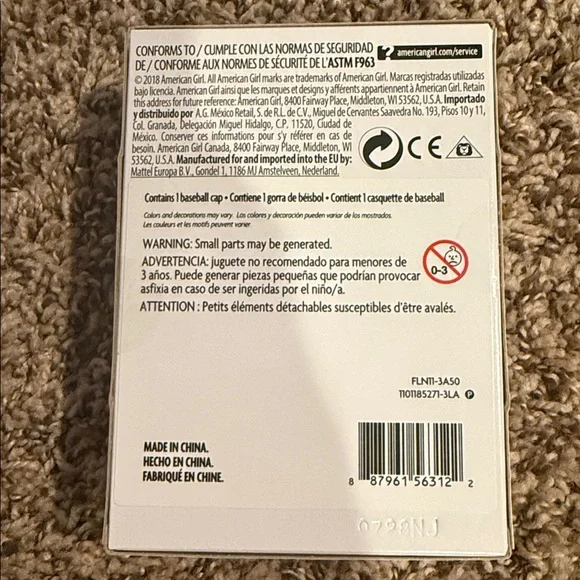 CONFORMS TO / CUMPLE CON LAS NORMAS DE SEGURIDAD
DE / CONFORME AUX NORMES DE SÉCURITÉ DE L'ASTM F963
? americangirl.com/service
© 2018 American Girl. All American Girl marks are trademarks of American Girl. Marcas registradas utilizadas
bajo licencia. American Girl ainsi que les marques et designs y afférents appartiennent à American Girl. Retain
this address for future reference: American Girl, 8400 Fairway Place, Middleton, WI 53562, U.S.A. Importado
y distribuido por A.G. México Retail, S. de R.L. de C.V., Miguel de Cervantes Saavedra No. 193, Pisos 10 y 11,
Col. Granada, Delegación Miguel Hidalgo, C.P. 11520, Ciudad de
México. Conserver ces informations pour s'y référer en cas de
besoin. American Girl Canada, 8400 Fairway Place, Middleton, WI
53562, U.S.A. Manufactured for and imported into the EU by:
Mattel Europa B.V., Gondel 1, 1186 MJ Amstelveen, Nederland.
CE
Contains 1 baseball cap • Contiene 1 gorra de béisbol • Contient 1 casquette de baseball
Colors and decorations may vary. Los colores y decoración pueden variar de los mostrados.
Les couleurs et les motifs peuvent varier.
WARNING: Small parts may be generated.
ADVERTENCIA: juguete no recomendado para menores de
3 años. Puede generar piezas pequeñas que podrían provocar
asfixia en caso de ser ingeridas por el niño/a.
0-3
ATTENTION : Petits éléments détachables susceptibles d'être avalés.
FLN11-3A50
1101185271-3LA P
MADE IN CHINA.
HECHO EN CHINA.
FABRIQUÉ EN CHINE.
8 87961 56312 2